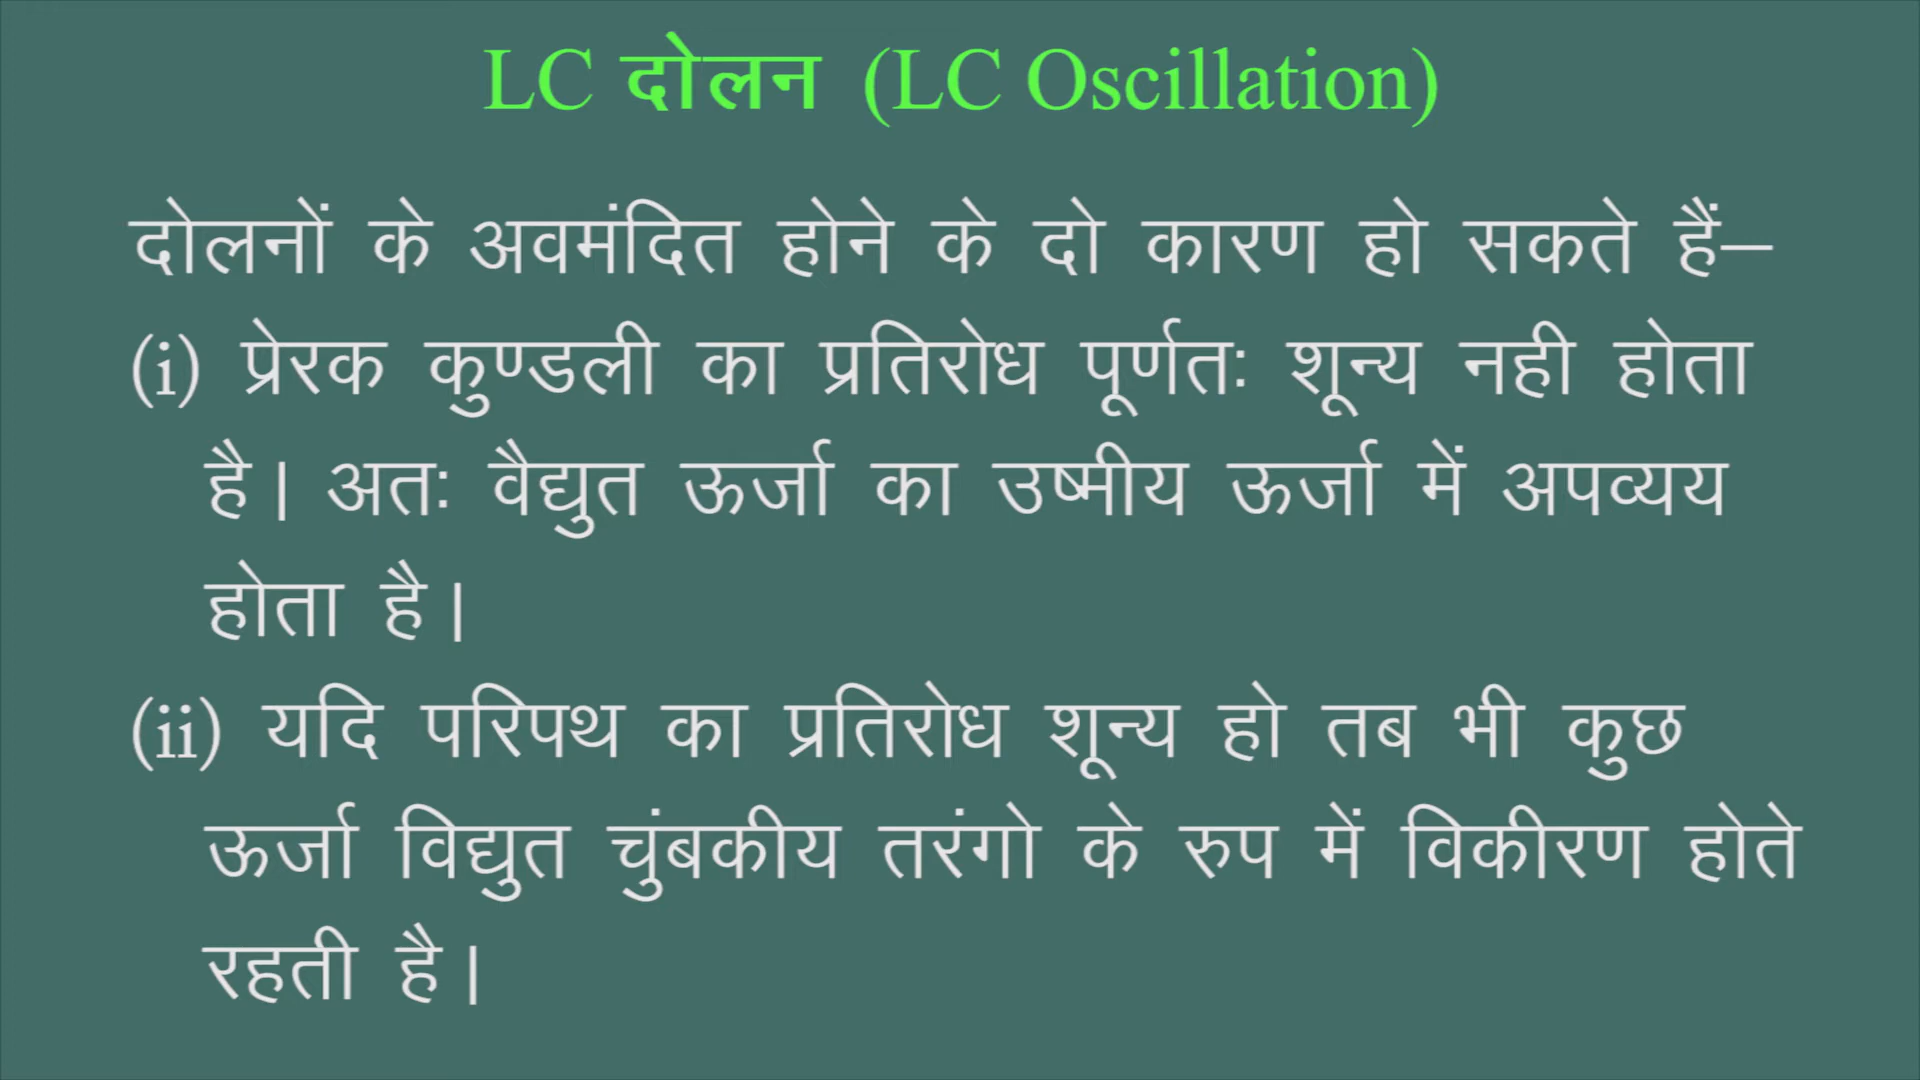 LC दोलन (LC Oscillation)
दोलनों के अवमंदित होने के दो कारण हो सकते हैं–
(i) प्रेरक कुण्डली का प्रतिरोध पूर्णतः शून्य नही होता
है। अतः वैद्युत ऊर्जा का उष्मीय ऊर्जा में अपव्यय
होता है।
(ii) यदि परिपथ का प्रतिरोध शून्य हो तब भी कुछ
ऊर्जा विद्युत चुंबकीय तरंगो के रुप में विकीरण होते
रहती है।